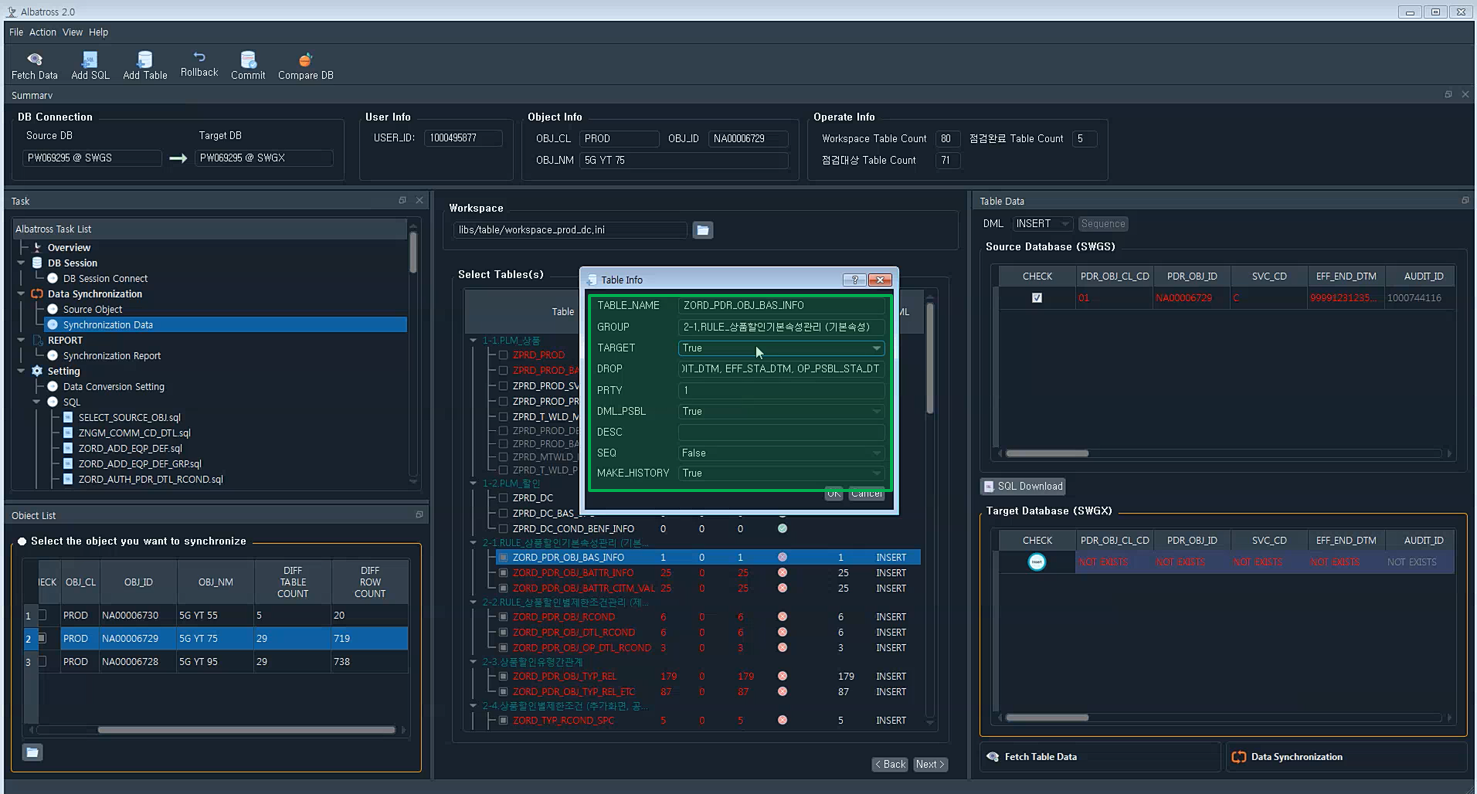 Albatross 2.0
File Action View Help
Fetch Data Add SQL Add Table Rollback Commit Compare DB
Summary
DB Connection
Source DB Target DB
PW069295 @ SWGS PW069295 @ SWGX
User Info
USER_ID: 1000495877
Object Info
OBJ_CL PROD OBJ_ID NA00006729
OBJ_NM 5G YT 75
Operate Info
Workspace Table Count 80 점검완료 Table Count 5
점검대상 Table Count 71
Task
Albatross Task List
Overview
DB Session
DB Session Connect
Data Synchronization
Source Object
Synchronization Data
REPORT
Synchronization Report
Setting
Data Conversion Setting
SQL
SELECT_SOURCE_OBJ.sql
ZNGM_COMM_CD_DTL.sql
ZORD_ADD_EQP_DEF.sql
ZORD_ADD_EQP_DEF_GRP.sql
ZORD_AUTH_PDR_DTL_RCOND.sql
Object List
Select the object you want to synchronize
IECK OBJ_CL OBJ_ID OBJ_NM DIFF TABLE COUNT DIFF ROW COUNT
1 PROD NA00006730 5G YT 55 5 20
2 PROD NA00006729 5G YT 75 29 719
3 PROD NA00006728 5G YT 95 29 738
Workspace
libs/table/workspace_prod_dc.ini
Select Tables(s)
Table ML
1-1.PLM_상품
ZPRD_PROD
ZPRD_PROD_BA
ZPRD_PROD_SV
ZPRD_PROD_PR
ZPRD_T_WLD_M
ZPRD_PROD_DE
ZPRD_PROD_BA
ZPRD_MTWLD_
ZPRD_T_WLD_P
1-2.PLM_할인
ZPRD_DC
ZPRD_DC_BAS_
ZPRD_DC_COND_BENF_INFO 0 0 0
2-1.RULE_상품할인기본속성관리 (기본...
ZORD_PDR_OBJ_BAS_INFO 1 0 1 1 INSERT
ZORD_PDR_OBJ_BATTR_INFO 25 0 25 25 INSERT
ZORD_PDR_OBJ_BATTR_CITM_VAL 25 0 25 25 INSERT
2-2.RULE_상품할인별제한조건관리 (제...
ZORD_PDR_OBJ_RCOND 6 0 6 6 INSERT
ZORD_PDR_OBJ_DTL_RCOND 6 0 6 6 INSERT
ZORD_PDR_OBJ_OP_DTL_RCOND 3 0 3 3 INSERT
2-3.상품할인유형간관계
ZORD_PDR_OBJ_TYP_REL 179 0 179 179 INSERT
ZORD_PDR_OBJ_TYP_REL_ETC 87 0 87 87 INSERT
2-4.상품할인별제한조건 (추가화면, 공...
ZORD_TYP_RCOND_SPC 5 0 5 5 INSERT
< Back Next >
Table Info
TABLE_NAME ZORD_PDR_OBJ_BAS_INFO
GROUP 2-1.RULE_상품할인기본속성관리 (기본속성)
TARGET True
DROP )IT_DTM, EFF_STA_DTM, OP_PSBL_STA_DT
PRTY 1
DML_PSBL True
DESC
SEQ False
MAKE_HISTORY True
OK Cancel
Table Data
DML INSERT Sequence
Source Database (SWGS)
CHECK PDR_OBJ_CL_CD PDR_OBJ_ID SVC_CD EFF_END_DTM AUDIT_ID
01 ... NA00006729 C 99991231235... 1000744116
SQL Download
Target Database (SWGX)
CHECK PDR_OBJ_CL_CD PDR_OBJ_ID SVC_CD EFF_END_DTM AUDIT_ID
NOT EXISTS NOT EXISTS NOT EXISTS NOT EXISTS NOT EXISTS
Fetch Table Data Data Synchronization